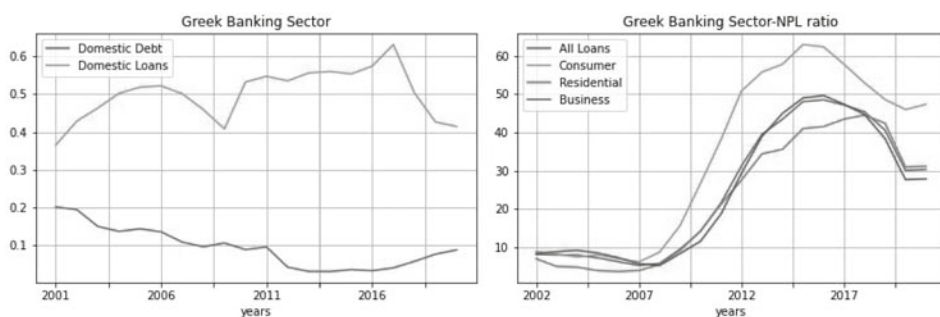 Greek Banking Sector
Domestic Debt
Domestic Loans
0.6
0.5
0.4
0.3
0.2
0.1
2001 2006 2011 2016
years
Greek Banking Sector-NPL ratio
All Loans
Consumer
Residential
Business
60
50
40
30
20
10
2002 2007 2012 2017
years